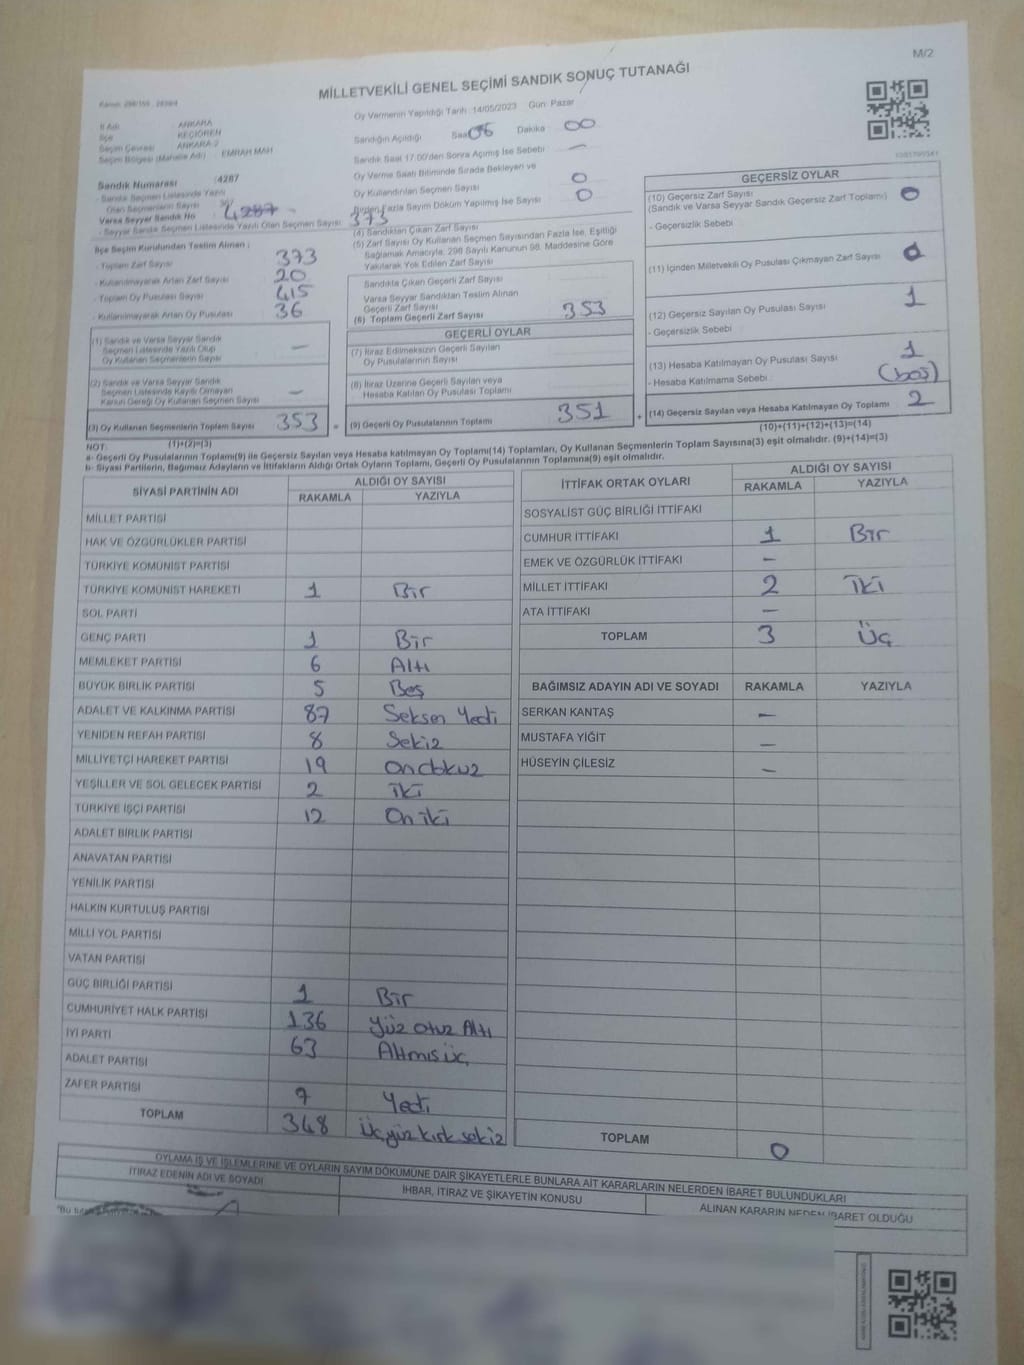 M/2
MİLLETVEKİLİ GENEL SEÇİMİ SANDIK SONUÇ TUTANAĞI
Kanun: 298/155 , 2839/4
İl Adı ANKARA
İlçe KEÇİÖREN
Seçim Çevresi ANKARA 2
Seçim Bölgesi (Mahalle Adı) EMRAH MAH
Sandık Numarası :4287
- Sandık Seçmen Listesinde Yazılı
Olan Seçmenlerin Sayısı
Varsa Seyyar Sandık No 4287 -
- Seyyar Sandık Seçmen Listesinde Yazılı Olan Seçmen Sayısı 373
İlçe Seçim Kurulundan Teslim Alınan ;
- Toplam Zarf Sayısı 373
- Kullanılmayarak Artan Zarf Sayısı 20
- Toplam Oy Pusulası Sayısı 415
- Kullanılmayarak Artan Oy Pusulası 36
(1) Sandık ve Varsa Seyyar Sandık
Seçmen Listesinde Yazılı Olup
Oy Kullanan Seçmenlerin Sayısı —
(2) Sandık ve Varsa Seyyar Sandık
Seçmen Listesinde Kayıtlı Olmayan
Kanun Gereği Oy Kullanan Seçmen Sayısı —
(3) Oy Kullanan Seçmenlerin Toplam Sayısı 353 =
(1)+(2)=(3)
Oy Vermenin Yapıldığı Tarih :14/05/2023 Gün: Pazar
Sandığın Açıldığı Saat 06 Dakika 00
Sandık Saat 17:00'den Sonra Açılmış İse Sebebi —
Oy Verme Saati Bitiminde Sırada Bekleyen ve
Oy Kullandırılan Seçmen Sayısı 0
Birden Fazla Sayım Döküm Yapılmış İse Sayısı 0
(4) Sandıktan Çıkan Zarf Sayısı
(5) Zarf Sayısı Oy Kullanan Seçmen Sayısından Fazla İse, Eşitliği
Sağlamak Amacıyla, 298 Sayılı Kanunun 98. Maddesine Göre
Yakılarak Yok Edilen Zarf Sayısı
Sandıkta Çıkan Geçerli Zarf Sayısı
Varsa Seyyar Sandıktan Teslim Alınan
Geçerli Zarf Sayısı
(6) Toplam Geçerli Zarf Sayısı 353
GEÇERLİ OYLAR
(7) İtiraz Edilmeksizin Geçerli Sayılan
Oy Pusulalarının Sayısı
(8) İtiraz Üzerine Geçerli Sayılan veya
Hesaba Katılan Oy Pusulası Toplamı
(9) Geçerli Oy Pusulalarının Toplamı 351 +
GEÇERSİZ OYLAR
(10) Geçersiz Zarf Sayısı
(Sandık ve Varsa Seyyar Sandık Geçersiz Zarf Toplamı) 0
- Geçersizlik Sebebi
(11) İçinden Milletvekili Oy Pusulası Çıkmayan Zarf Sayısı 0
(12) Geçersiz Sayılan Oy Pusulası Sayısı 1
- Geçersizlik Sebebi
(13) Hesaba Katılmayan Oy Pusulası Sayısı 1
- Hesaba Katılmama Sebebi (boş)
(14) Geçersiz Sayılan veya Hesaba Katılmayan Oy Toplamı 2
(10)+(11)+(12)+(13)=(14)
NOT:
a- Geçerli Oy Pusulalarının Toplamı(9) ile Geçersiz Sayılan veya Hesaba Katılmayan Oy Toplamı(14) Toplamları, Oy Kullanan Seçmenlerin Toplam Sayısına(3) eşit olmalıdır. (9)+(14)=(3)
b- Siyasi Partilerin, Bağımsız Adayların ve İttifakların Aldığı Ortak Oyların Toplamı, Geçerli Oy Pusulalarının Toplamına(9) eşit olmalıdır.
SİYASİ PARTİNİN ADI ALDIĞI OY SAYISI
RAKAMLA YAZIYLA
MİLLET PARTİSİ
HAK VE ÖZGÜRLÜKLER PARTİSİ
TÜRKİYE KOMÜNİST PARTİSİ
TÜRKİYE KOMÜNİST HAREKETİ 1 Bir
SOL PARTİ
GENÇ PARTİ 1 Bir
MEMLEKET PARTİSİ 6 Altı
BÜYÜK BİRLİK PARTİSİ 5 Beş
ADALET VE KALKINMA PARTİSİ 87 Seksen Yedi
YENİDEN REFAH PARTİSİ 8 Sekiz
MİLLİYETÇİ HAREKET PARTİSİ 19 Ondokuz
YEŞİLLER VE SOL GELECEK PARTİSİ 2 iki
TÜRKİYE İŞÇİ PARTİSİ 12 On iki
ADALET BİRLİK PARTİSİ
ANAVATAN PARTİSİ
YENİLİK PARTİSİ
HALKIN KURTULUŞ PARTİSİ
MİLLİ YOL PARTİSİ
VATAN PARTİSİ
GÜÇ BİRLİĞİ PARTİSİ 1 Bir
CUMHURİYET HALK PARTİSİ 136 Yüz otuz Altı
İYİ PARTİ 63 Altmış üç
ADALET PARTİSİ
ZAFER PARTİSİ 7 Yedi
TOPLAM 348 Üç yüz kırk sekiz
İTTİFAK ORTAK OYLARI ALDIĞI OY SAYISI
RAKAMLA YAZIYLA
SOSYALİST GÜÇ BİRLİĞİ İTTİFAKI
CUMHUR İTTİFAKI 1 Bir
EMEK VE ÖZGÜRLÜK İTTİFAKI -
MİLLET İTTİFAKI 2 iki
ATA İTTİFAKI -
TOPLAM 3 Üç
BAĞIMSIZ ADAYIN ADI VE SOYADI RAKAMLA YAZIYLA
SERKAN KANTAŞ -
MUSTAFA YİĞİT -
HÜSEYİN ÇİLESİZ -
TOPLAM 0
OYLAMA İŞ VE İŞLEMLERİNE VE OYLARIN SAYIM DÖKÜMÜNE DAİR ŞİKAYETLERLE BUNLARA AİT KARARLARIN NELERDEN İBARET BULUNDUKLARI
İTİRAZ EDENİN ADI VE SOYADI İHBAR, İTİRAZ VE ŞİKAYETİN KONUSU ALINAN KARARIN NEDEN İBARET OLDUĞU
"Bu